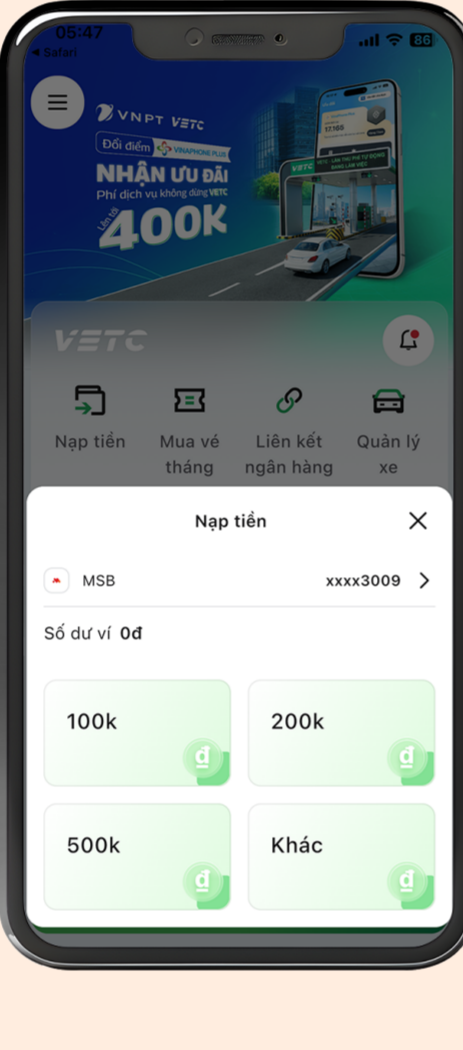 05:47
86
◀ Safari
VNPT VETC
Đổi điểm VINAPHONE PLUS
NHẬN ƯU ĐÃI
Phí dịch vụ không dừng VETC
Lên tới
400K
VETC
Nạp tiền
Mua vé
tháng
Liên kết
ngân hàng
Quản lý
xe
Nạp tiền
MSB xxxx3009
Số dư ví 0đ
100k
đ
200k
đ
500k
đ
Khác
đ